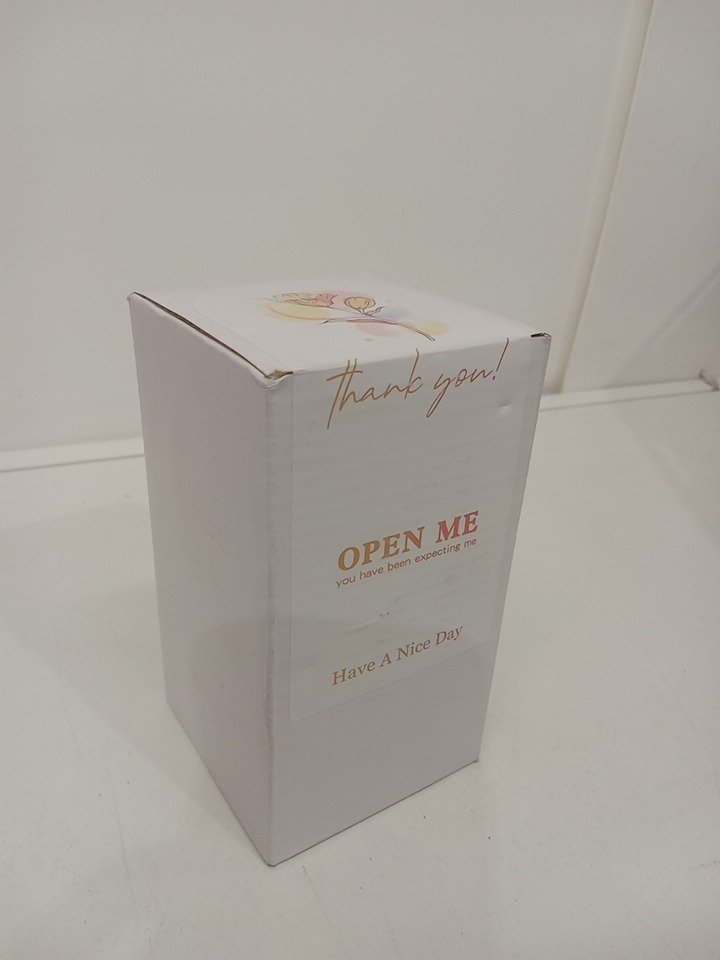 thank you!
OPEN ME
you have been expecting me
Have A Nice Day